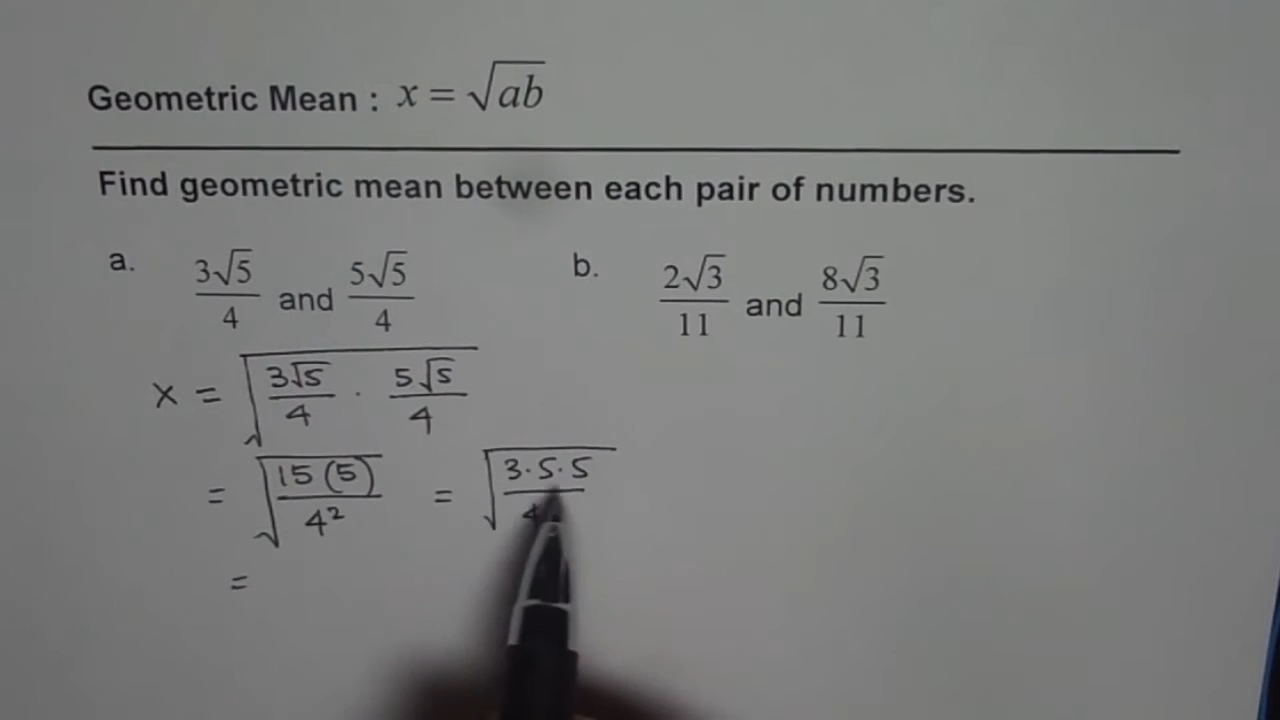 Geometric Mean : x = √ab
Find geometric mean between each pair of numbers.
a. 3√5/4 and 5√5/4
b. 2√3/11 and 8√3/11
x = √(3√5/4 · 5√5/4)
= √(15(5)/4²) = √(3·5·5/4
=